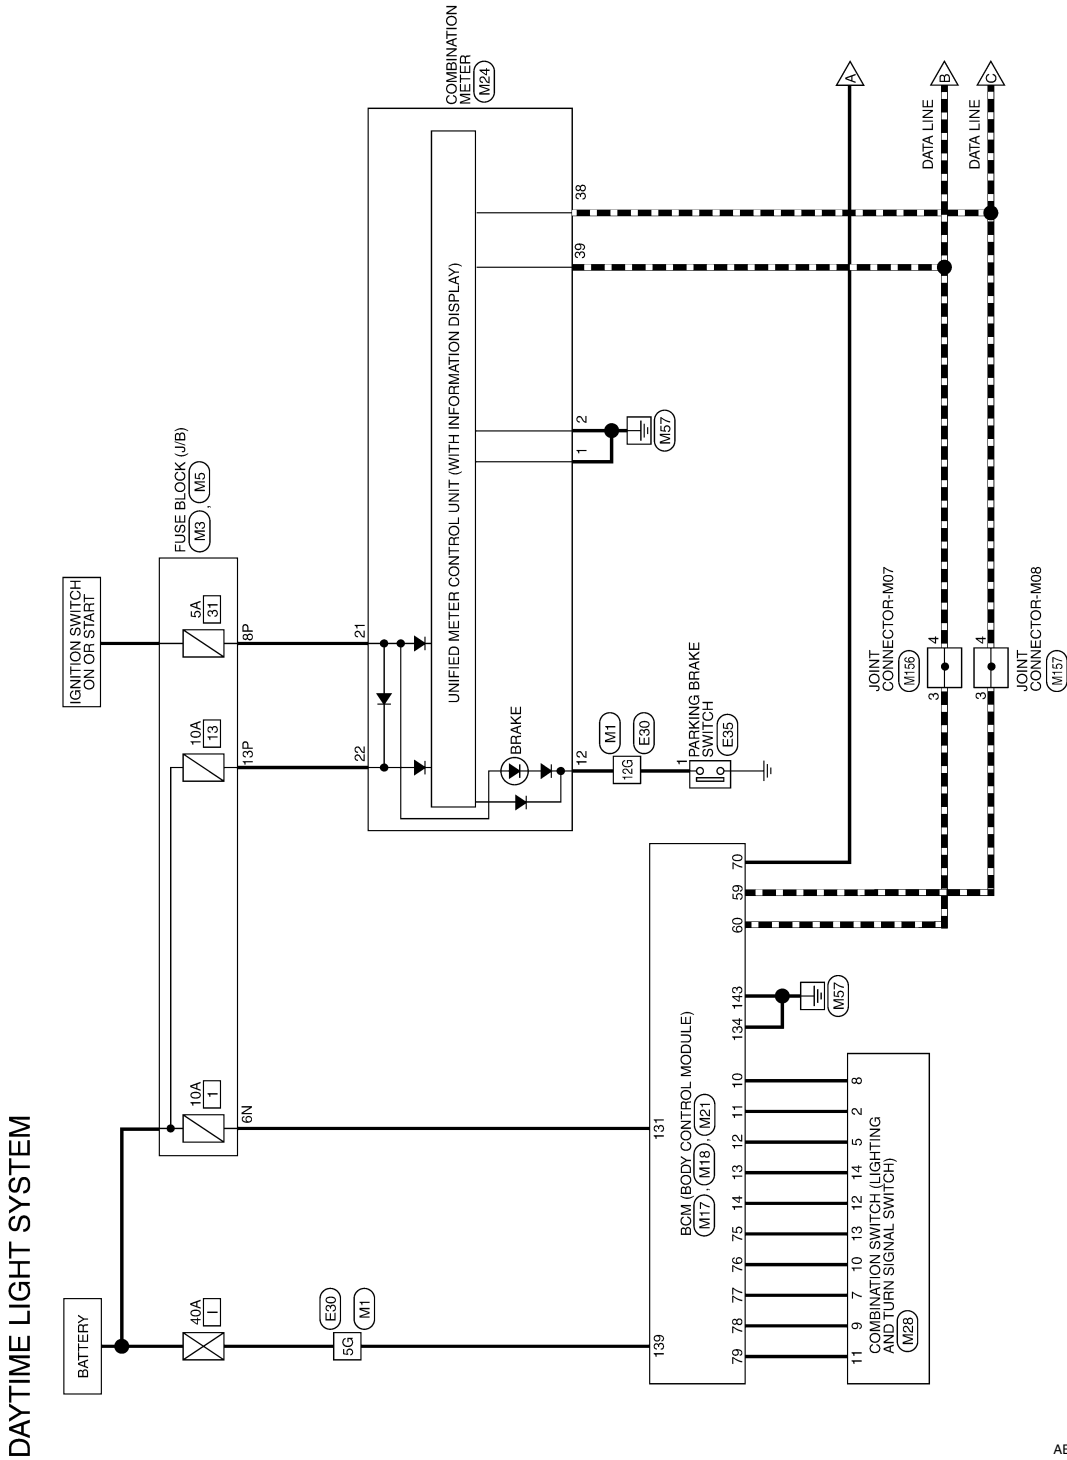 DAYTIME LIGHT SYSTEM
BATTERY
40A
I
5G
E30
M1
139
IGNITION SWITCH
ON OR START
FUSE BLOCK (J/B)
M3 , M5
10A
1
6N
10A
13
13P
5A
31
8P
131
BCM (BODY CONTROL MODULE)
M17 , M18 , M21
79 78 77 76 75 14 13 12 11 10 134 143 60 59 70
11 9 7 10 13 12 14 5 2 8
COMBINATION SWITCH (LIGHTING
AND TURN SIGNAL SWITCH)
M28
M57
COMBINATION
METER
M24
22
21
UNIFIED METER CONTROL UNIT (WITH INFORMATION DISPLAY)
BRAKE
12
1
2
39
38
M57
12G
M1
E30
1
PARKING BRAKE
SWITCH
E35
JOINT
CONNECTOR-M07
M156
3
4
JOINT
CONNECTOR-M08
M157
3
4
DATA LINE
DATA LINE
A
B
C